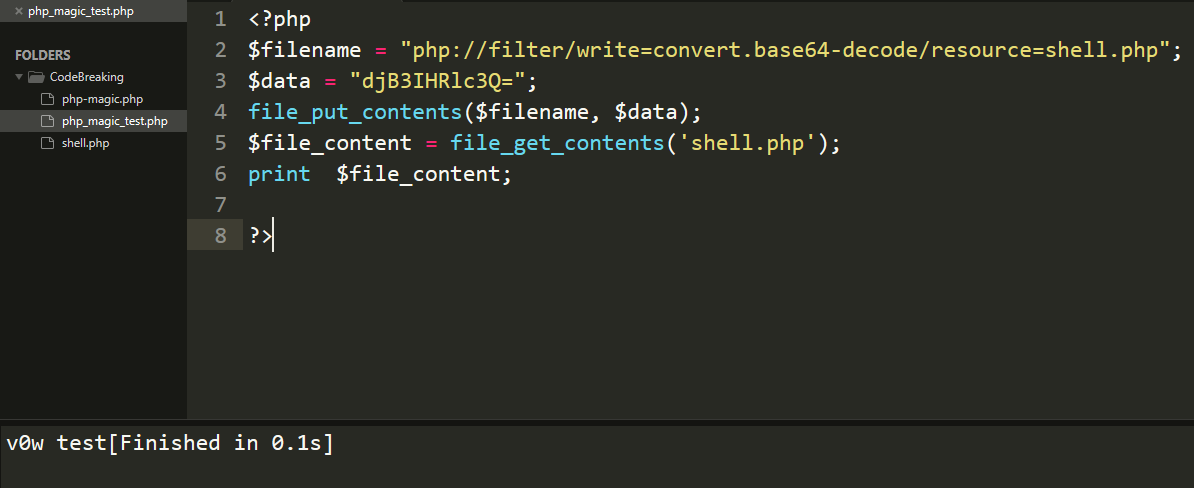 × php_magic_test.php
FOLDERS
CodeBreaking
php-magic.php
php_magic_test.php
shell.php
1 <?php
2 $filename = "php://filter/write=convert.base64-decode/resource=shell.php";
3 $data = "djB3IHRlc3Q=";
4 file_put_contents($filename, $data);
5 $file_content = file_get_contents('shell.php');
6 print  $file_content;
7
8 ?>
v0w test[Finished in 0.1s]